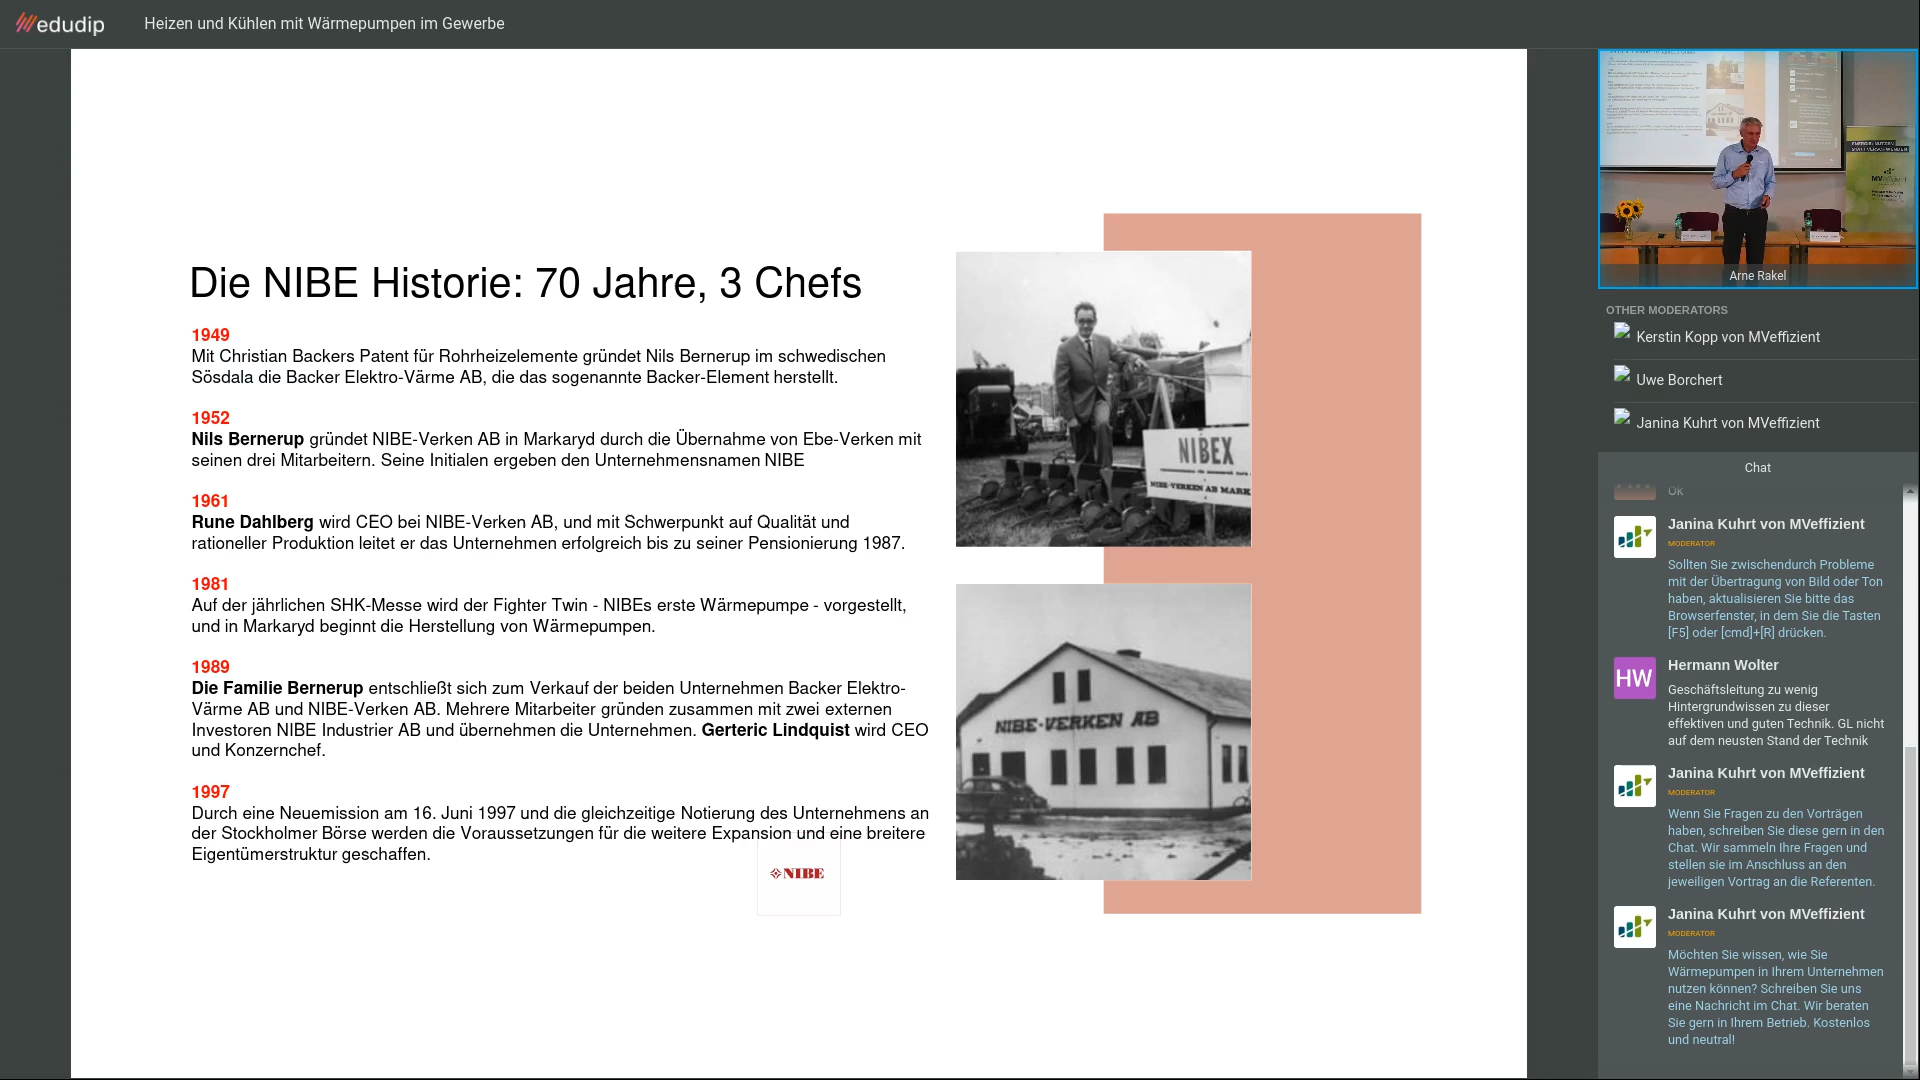 edudip
Heizen und Kühlen mit Wärmepumpen im Gewerbe
Die NIBE Historie: 70 Jahre, 3 Chefs
1949
Mit Christian Backers Patent für Rohrheizelemente gründet Nils Bernerup im schwedischen
Sösdala die Backer Elektro-Värme AB, die das sogenannte Backer-Element herstellt.
1952
Nils Bernerup gründet NIBE-Verken AB in Markaryd durch die Übernahme von Ebe-Verken mit
seinen drei Mitarbeitern. Seine Initialen ergeben den Unternehmensnamen NIBE
1961
Rune Dahlberg wird CEO bei NIBE-Verken AB, und mit Schwerpunkt auf Qualität und
rationeller Produktion leitet er das Unternehmen erfolgreich bis zu seiner Pensionierung 1987.
1981
Auf der jährlichen SHK-Messe wird der Fighter Twin - NIBEs erste Wärmepumpe - vorgestellt,
und in Markaryd beginnt die Herstellung von Wärmepumpen.
1989
Die Familie Bernerup entschließt sich zum Verkauf der beiden Unternehmen Backer Elektro-
Värme AB und NIBE-Verken AB. Mehrere Mitarbeiter gründen zusammen mit zwei externen
Investoren NIBE Industrier AB und übernehmen die Unternehmen. Gerteric Lindquist wird CEO
und Konzernchef.
1997
Durch eine Neuemission am 16. Juni 1997 und die gleichzeitige Notierung des Unternehmens an
der Stockholmer Börse werden die Voraussetzungen für die weitere Expansion und eine breitere
Eigentümerstruktur geschaffen.
NIBE
NIBEX
NIBE-VERKEN AB MARK
NIBE-VERKEN AB
ENERGIE: NUTZEN
STATT VERSCHWENDEN
Arne Rakel
OTHER MODERATORS
Kerstin Kopp von MVeffizient
Uwe Borchert
Janina Kuhrt von MVeffizient
Chat
Ok
Janina Kuhrt von MVeffizient
MODERATOR
Sollten Sie zwischendurch Probleme
mit der Übertragung von Bild oder Ton
haben, aktualisieren Sie bitte das
Browserfenster, in dem Sie die Tasten
[F5] oder [cmd]+[R] drücken.
HW
Hermann Wolter
Geschäftsleitung zu wenig
Hintergrundwissen zu dieser
effektiven und guten Technik. GL nicht
auf dem neusten Stand der Technik
Janina Kuhrt von MVeffizient
MODERATOR
Wenn Sie Fragen zu den Vorträgen
haben, schreiben Sie diese gern in den
Chat. Wir sammeln Ihre Fragen und
stellen sie im Anschluss an den
jeweiligen Vortrag an die Referenten.
Janina Kuhrt von MVeffizient
MODERATOR
Möchten Sie wissen, wie Sie
Wärmepumpen in Ihrem Unternehmen
nutzen können? Schreiben Sie uns
eine Nachricht im Chat. Wir beraten
Sie gern in Ihrem Betrieb. Kostenlos
und neutral!